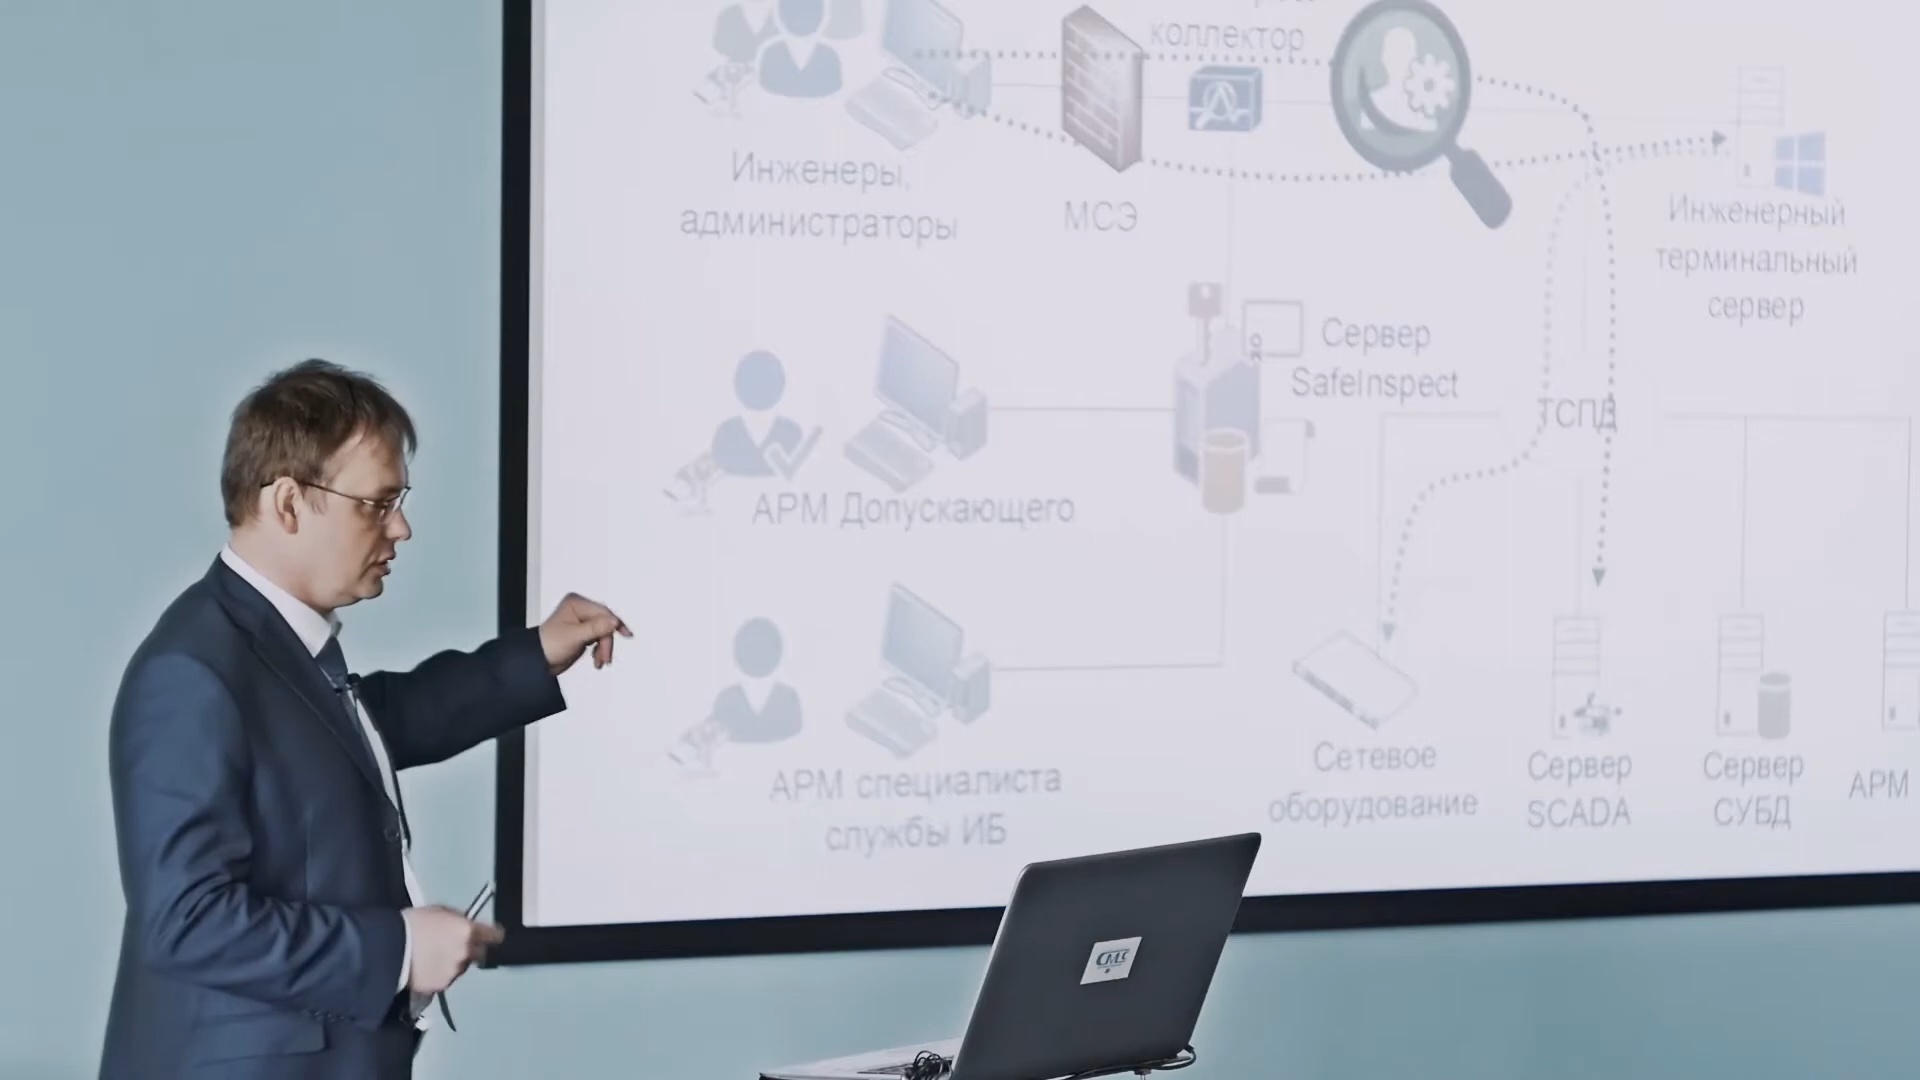 коллектор
Инженеры,
администраторы
МСЭ
Инженерный
терминальный
сервер
Сервер
SafeInspect
ТСПД
АРМ Допускающего
АРМ специалиста
службы ИБ
Сетевое
оборудование
Сервер
SCADA
Сервер
СУБД
АРМ